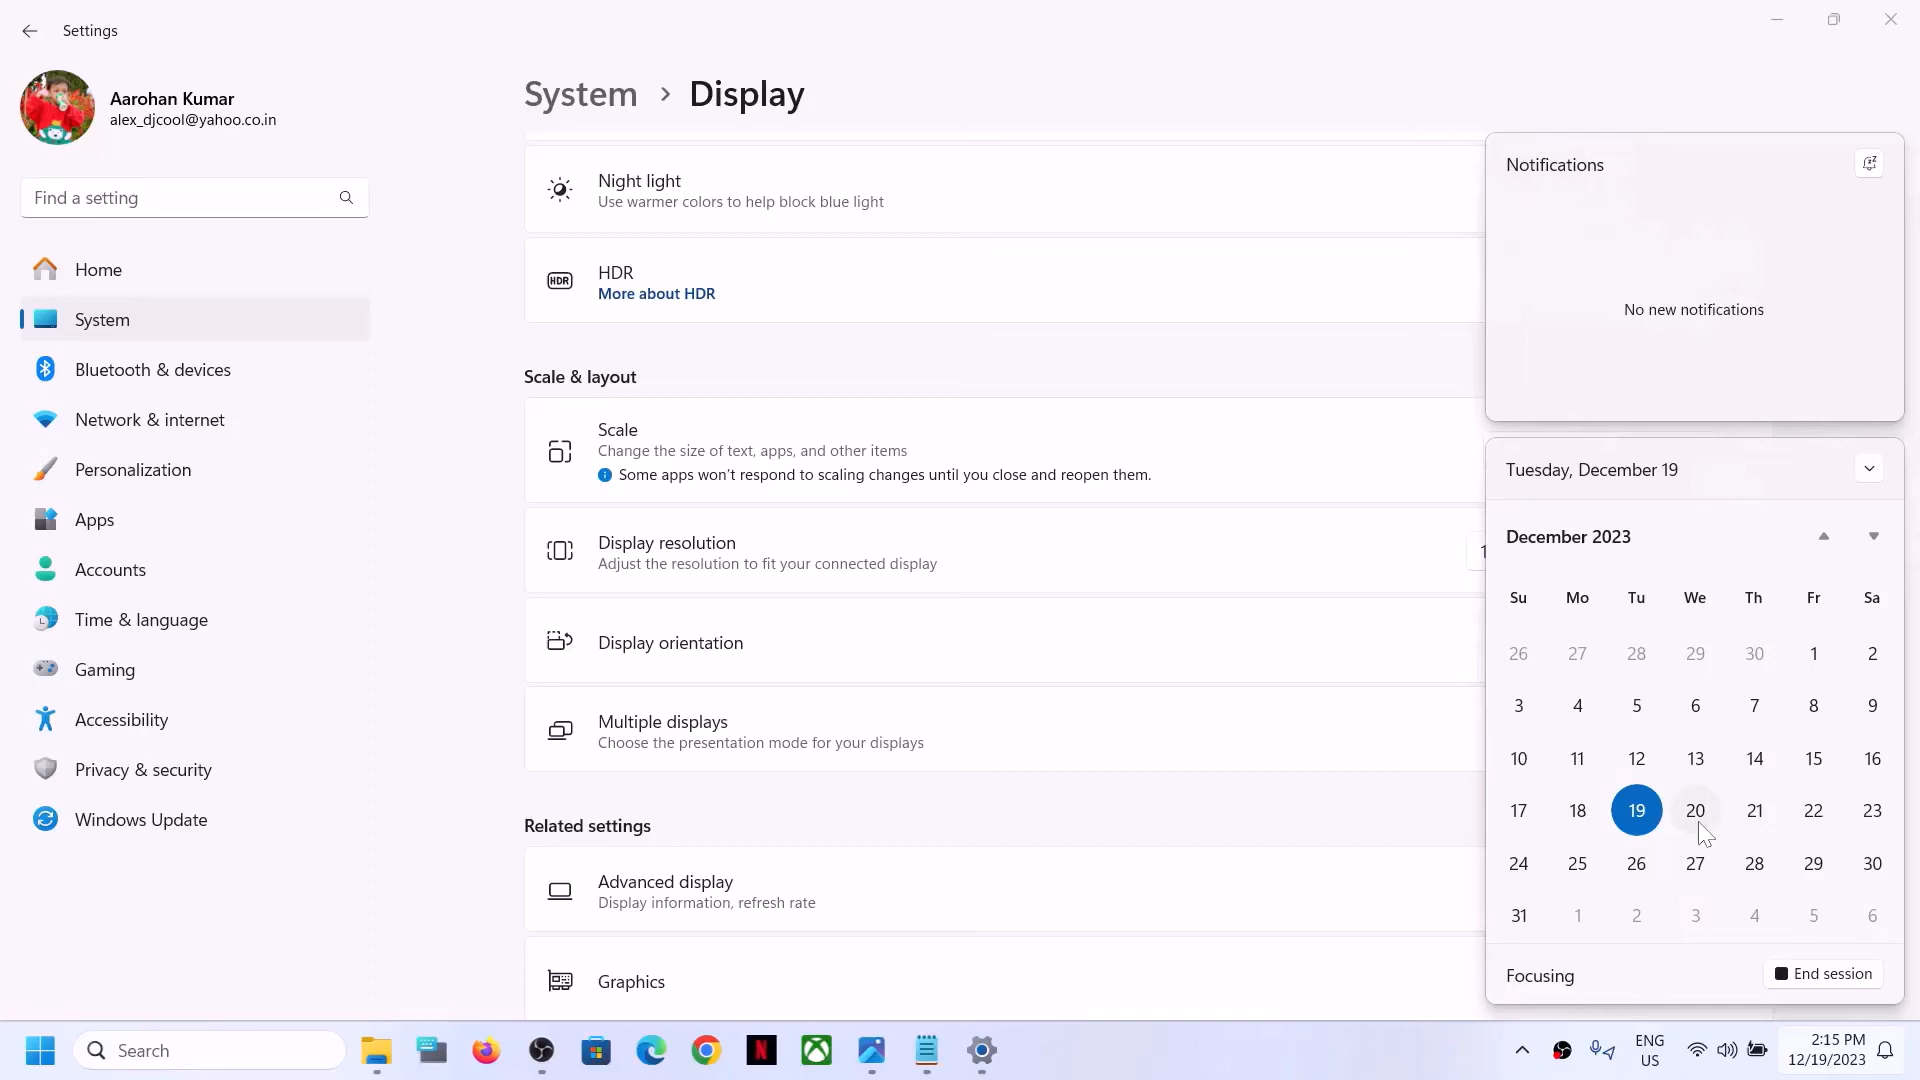 Settings
Aarohan Kumar
alex_djcool@yahoo.co.in
Find a setting
Home
System
Bluetooth & devices
Network & internet
Personalization
Apps
Accounts
Time & language
Gaming
Accessibility
Privacy & security
Windows Update
System > Display
Night light
Use warmer colors to help block blue light
HDR
HDR
More about HDR
Scale & layout
Scale
Change the size of text, apps, and other items
Some apps won't respond to scaling changes until you close and reopen them.
Display resolution
Adjust the resolution to fit your connected display
Display orientation
Multiple displays
Choose the presentation mode for your displays
Related settings
Advanced display
Display information, refresh rate
Graphics
Notifications
No new notifications
Tuesday, December 19
December 2023
Su Mo Tu We Th Fr Sa
26 27 28 29 30 1 2
3 4 5 6 7 8 9
10 11 12 13 14 15 16
17 18 19 20 21 22 23
24 25 26 27 28 29 30
31 1 2 3 4 5 6
Focusing
End session
Search
N
ENG
US
2:15 PM
12/19/2023